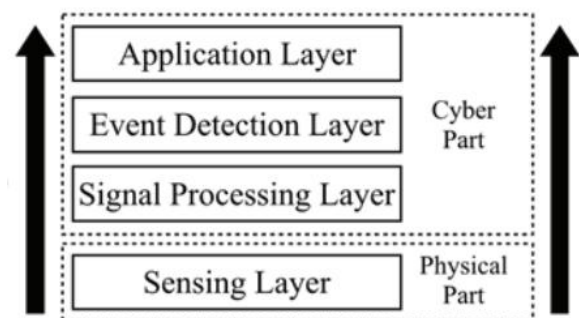 Application Layer
Event Detection Layer
Cyber
Part
Signal Processing Layer
Sensing Layer
Physical
Part